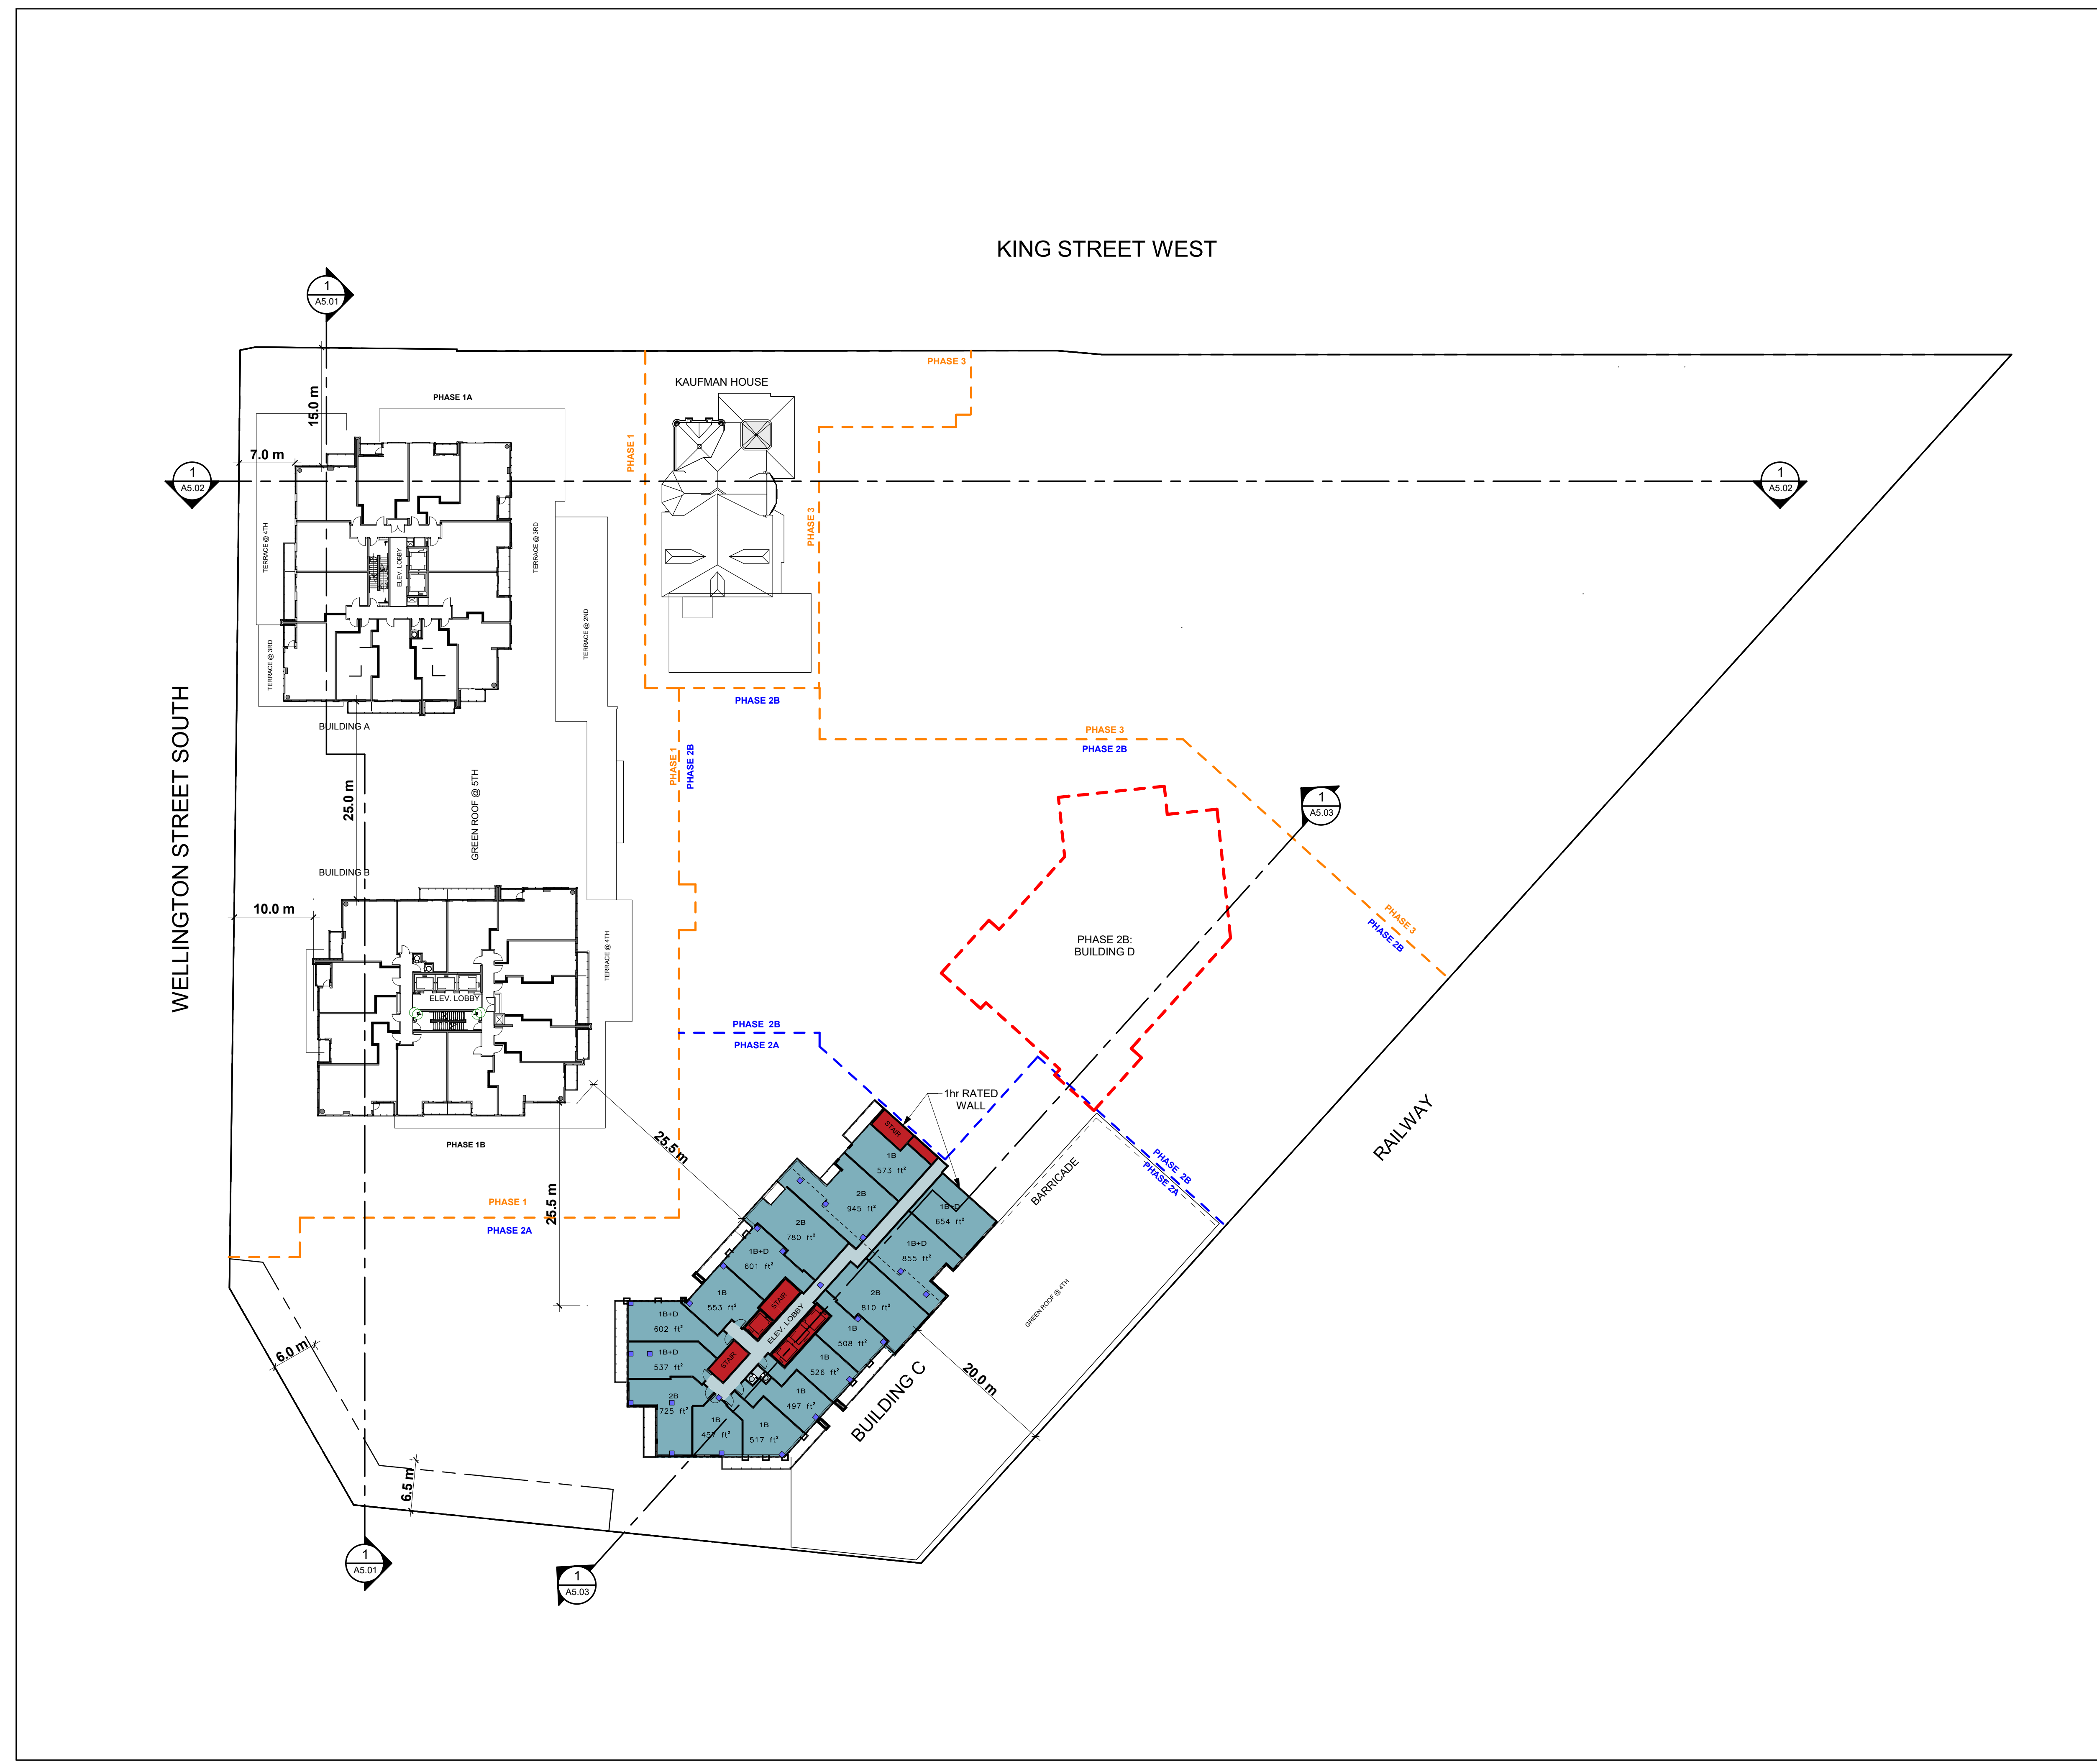 KING STREET WEST
1
A5.01
PHASE 3
KAUFMAN HOUSE
PHASE 1A
15.0 m
PHASE 1
7.0 m
1
A5.02
1
A5.02
TERRACE @ 4TH
TERRACE @ 3RD
PHASE 3
ELEV. LOBBY
TERRACE @ 2ND
TERRACE @ 3RD
WELLINGTON STREET SOUTH
BUILDING A
PHASE 2B
PHASE 3
PHASE 2B
PHASE 1
PHASE 2B
25.0 m
GREEN ROOF @ 5TH
1
A5.03
BUILDING B
10.0 m
PHASE 3
PHASE 2B
PHASE 2B:
BUILDING D
TERRACE @ 4TH
ELEV. LOBBY
PHASE 2B
PHASE 2A
1hr RATED
WALL
RAILWAY
PHASE 1B
25.5 m
STAIR
1B
573 ft²
BARRICADE
PHASE 2B
PHASE 2A
2B
945 ft²
1B+D
654 ft²
PHASE 1
PHASE 2A
25.5 m
2B
780 ft²
1B+D
855 ft²
1B+D
601 ft²
2B
810 ft²
GREEN ROOF @ 4TH
1B
553 ft²
STAIR
ELEV. LOBBY
1B+D
602 ft²
1B
508 ft²
1B+D
537 ft²
STAIR
1B
526 ft²
6.0 m
20.0 m
BUILDING C
2B
725 ft²
1B
497 ft²
1B
457 ft²
1B
517 ft²
6.5 m
1
A5.01
1
A5.03